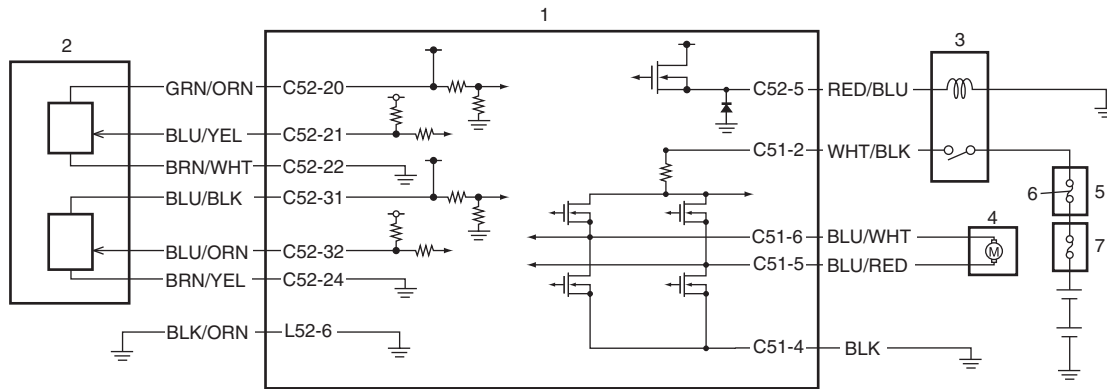 1
2
3
GRN/ORN C52-20
C52-5 RED/BLU
BLU/YEL C52-21
BRN/WHT C52-22
C51-2 WHT/BLK
BLU/BLK C52-31
6
5
4
C51-6 BLU/WHT
M
7
BLU/ORN C52-32
C51-5 BLU/RED
BRN/YEL C52-24
BLK/ORN L52-6
C51-4 BLK